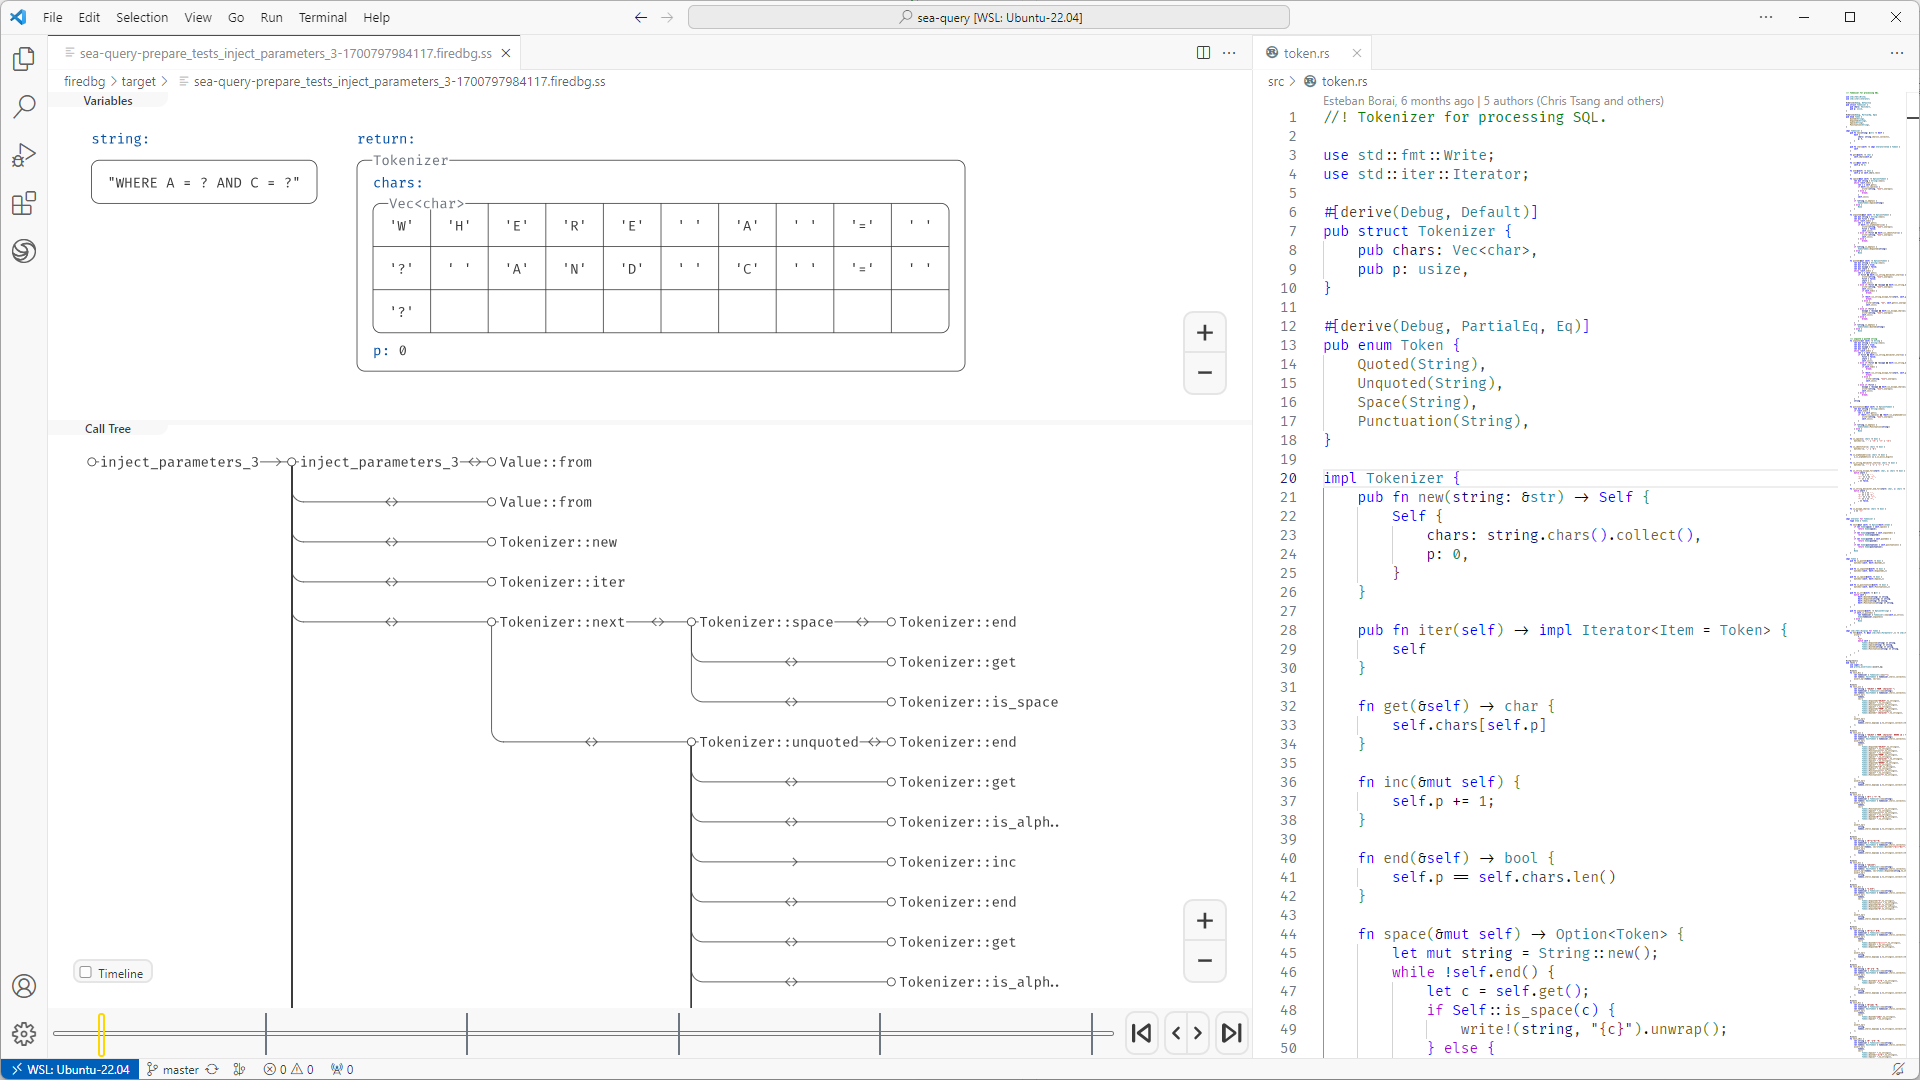 File Edit Selection View Go Run Terminal Help
sea-query [WSL: Ubuntu-22.04]
sea-query-prepare_tests_inject_parameters_3-1700797984117.firedbg.ss
firedbg > target > sea-query-prepare_tests_inject_parameters_3-1700797984117.firedbg.ss
Variables
string:
"WHERE A = ? AND C = ?"
return:
Tokenizer
chars:
Vec<char>
'W' 'H' 'E' 'R' 'E' ' ' 'A' ' ' '=' ' '
'?' ' ' 'A' 'N' 'D' ' ' 'C' ' ' '=' ' '
'?'
p: 0
+
−
Call Tree
inject_parameters_3 inject_parameters_3 <> Value::from
<> Value::from
<> Tokenizer::new
<> Tokenizer::iter
<> Tokenizer::next <> Tokenizer::space <> Tokenizer::end
<> Tokenizer::get
<> Tokenizer::is_space
<> Tokenizer::unquoted <> Tokenizer::end
<> Tokenizer::get
<> Tokenizer::is_alph..
> Tokenizer::inc
<> Tokenizer::end
<> Tokenizer::get
<> Tokenizer::is_alph..
+
−
Timeline
token.rs
src > token.rs
Esteban Borai, 6 months ago | 5 authors (Chris Tsang and others)
1 //! Tokenizer for processing SQL.
2
3 use std::fmt::Write;
4 use std::iter::Iterator;
5
6 #[derive(Debug, Default)]
7 pub struct Tokenizer {
8 pub chars: Vec<char>,
9 pub p: usize,
10 }
11
12 #[derive(Debug, PartialEq, Eq)]
13 pub enum Token {
14 Quoted(String),
15 Unquoted(String),
16 Space(String),
17 Punctuation(String),
18 }
19
20 impl Tokenizer {
21 pub fn new(string: &str) -> Self {
22 Self {
23 chars: string.chars().collect(),
24 p: 0,
25 }
26 }
27
28 pub fn iter(self) -> impl Iterator<Item = Token> {
29 self
30 }
31
32 fn get(&self) -> char {
33 self.chars[self.p]
34 }
35
36 fn inc(&mut self) {
37 self.p += 1;
38 }
39
40 fn end(&self) -> bool {
41 self.p == self.chars.len()
42 }
43
44 fn space(&mut self) -> Option<Token> {
45 let mut string = String::new();
46 while !self.end() {
47 let c = self.get();
48 if Self::is_space(c) {
49 write!(string, "{c}").unwrap();
50 } else {
WSL: Ubuntu-22.04 master 0 0 0